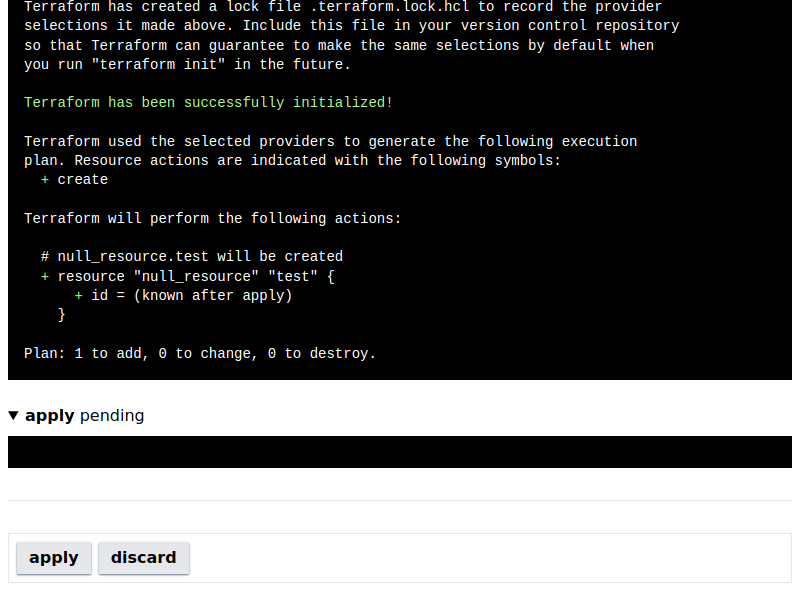 Terraform has created a lock file .terraform.lock.hcl to record the provider
selections it made above. Include this file in your version control repository
so that Terraform can guarantee to make the same selections by default when
you run "terraform init" in the future.
Terraform has been successfully initialized!
Terraform used the selected providers to generate the following execution
plan. Resource actions are indicated with the following symbols:
+ create
Terraform will perform the following actions:
# null_resource.test will be created
+ resource "null_resource" "test" {
+ id = (known after apply)
}
Plan: 1 to add, 0 to change, 0 to destroy.
▼ apply pending
apply discard